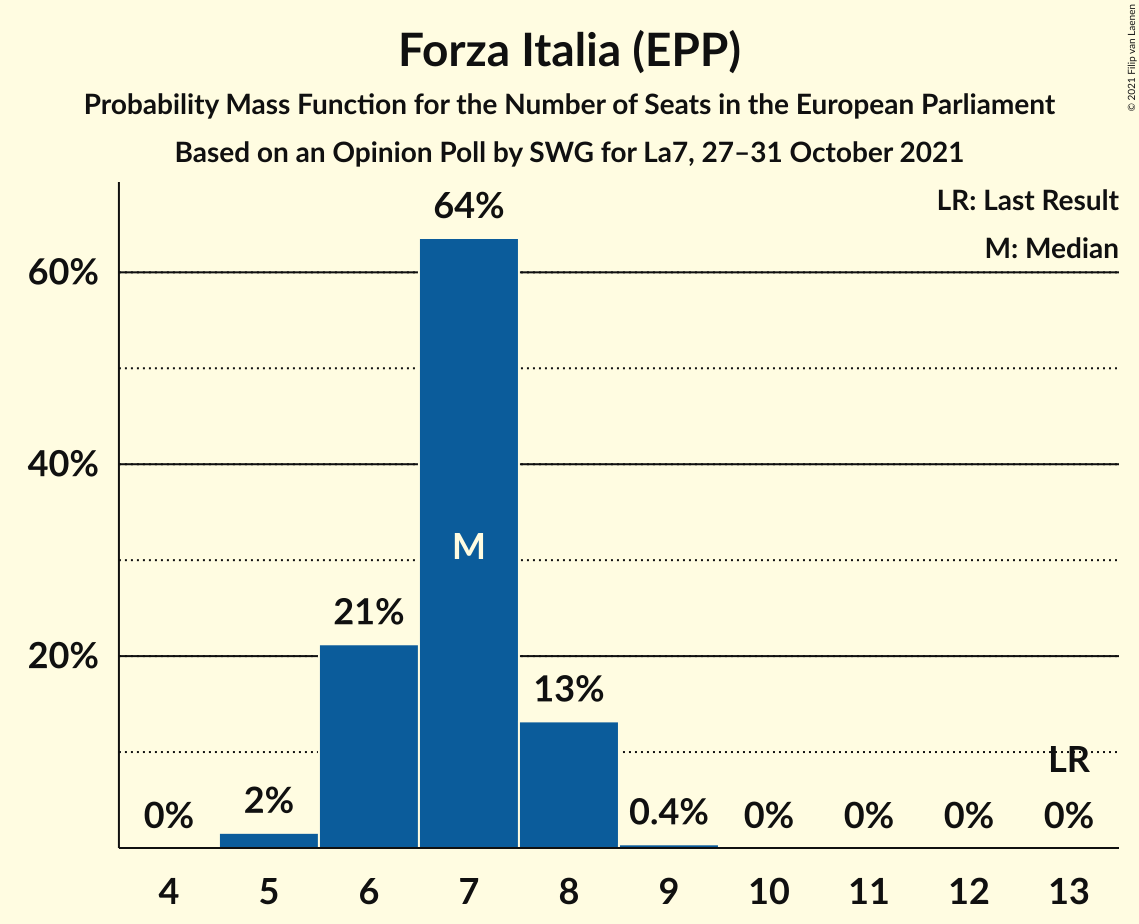 Forza Italia (EPP)
Probability Mass Function for the Number of Seats in the European Parliament
Based on an Opinion Poll by SWG for La7, 27–31 October 2021
© 2021 Filip van Laenen
LR: Last Result
M: Median
60%
40%
20%
0%
2%
21%
64%
M
13%
0.4%
0%
0%
0%
LR
0%
4 5 6 7 8 9 10 11 12 13